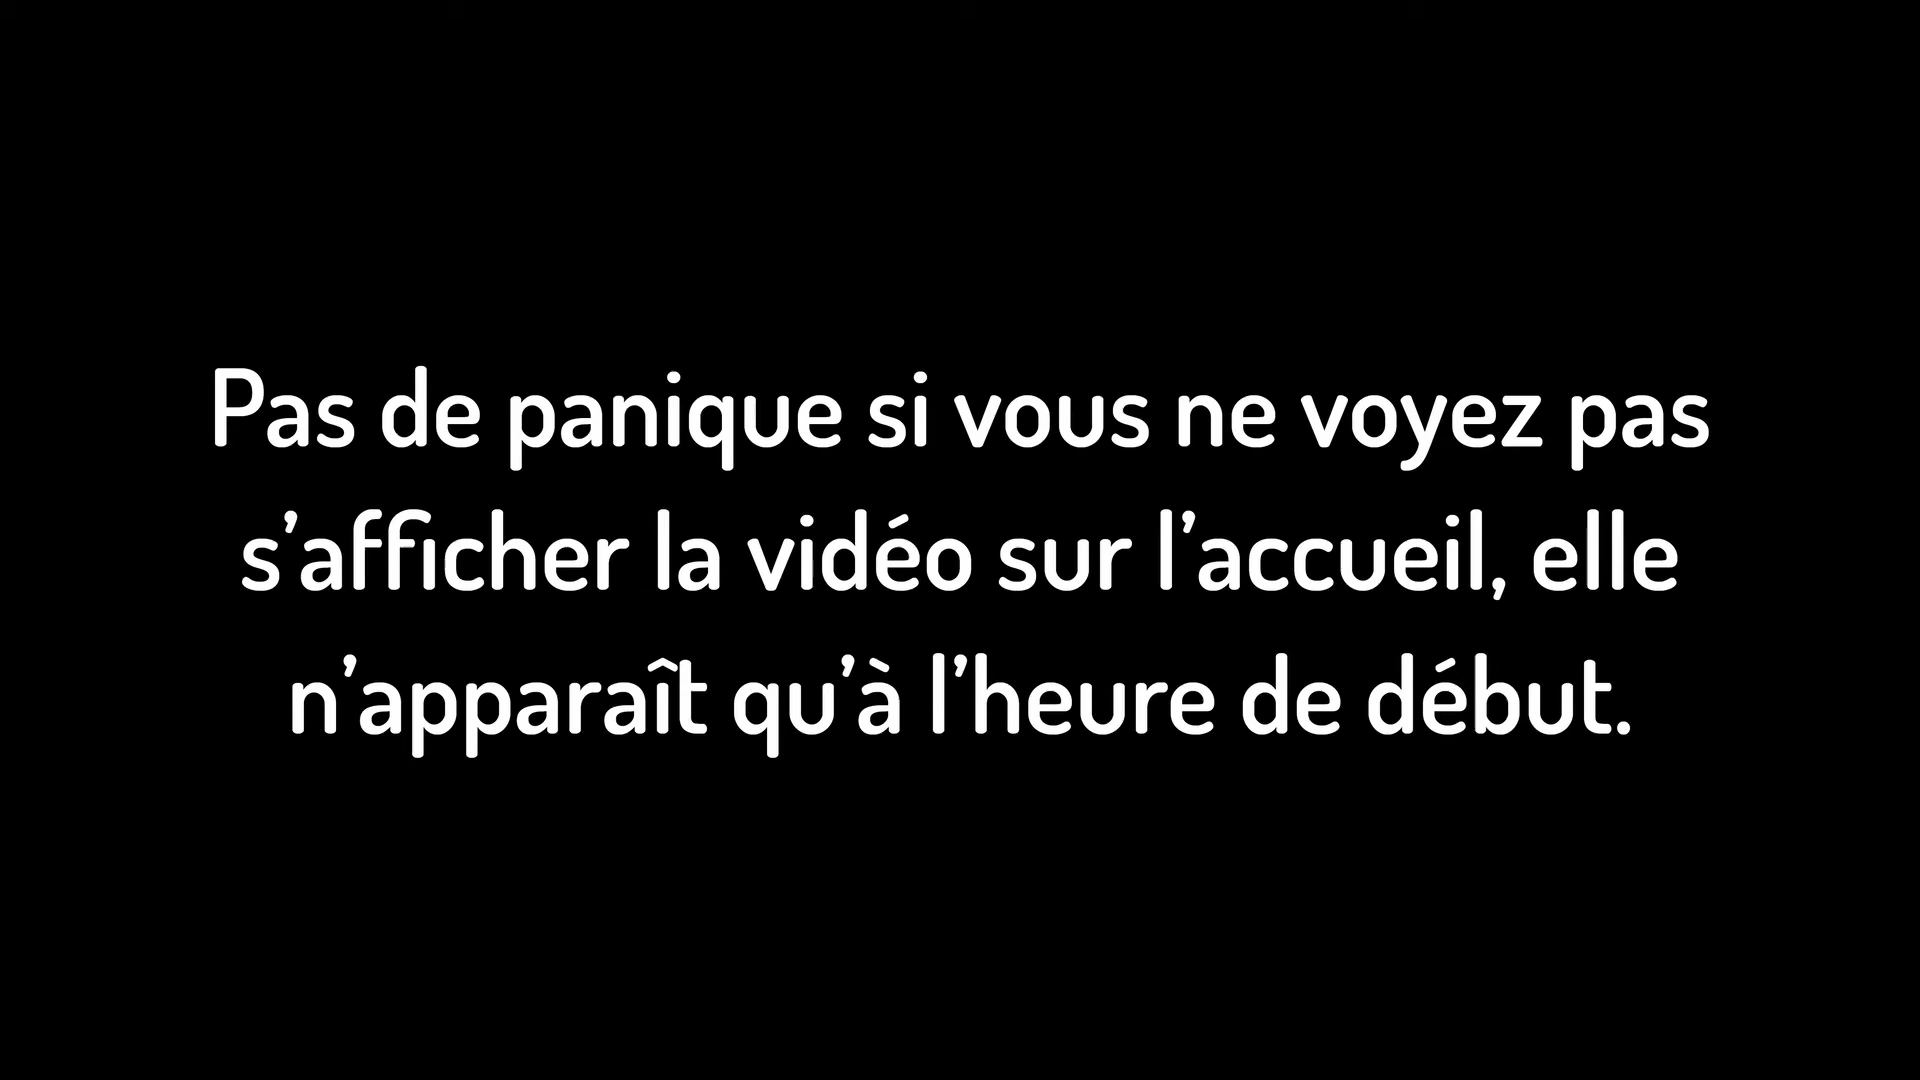 Pas de panique si vous ne voyez pas
s’afficher la vidéo sur l’accueil, elle
n’apparaît qu’à l’heure de début.